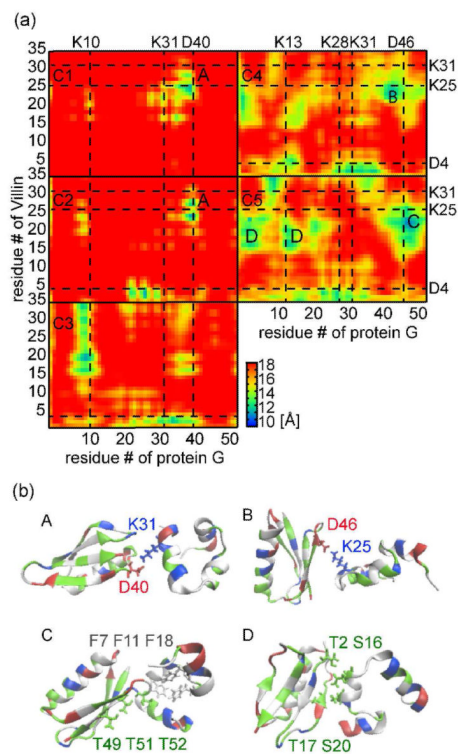 (a)
K10 K31 D40 K13 K28 K31 D46
35 30 25 20 15 10 5
C1 A C4 B K31 K25 D4
35 30 25 20 15 10 5
C2 A C5 D D C K31 K25 D4
35 30 25 20 15 10 5
C3
residue # of Villin
10 20 30 40 50
residue # of protein G
10 20 30 40 50
residue # of protein G
18
16
14
12
10 [Å]
(b)
A K31 D40
B D46 K25
C F7 F11 F18
T49 T51 T52
D T2 S16
T17 S20